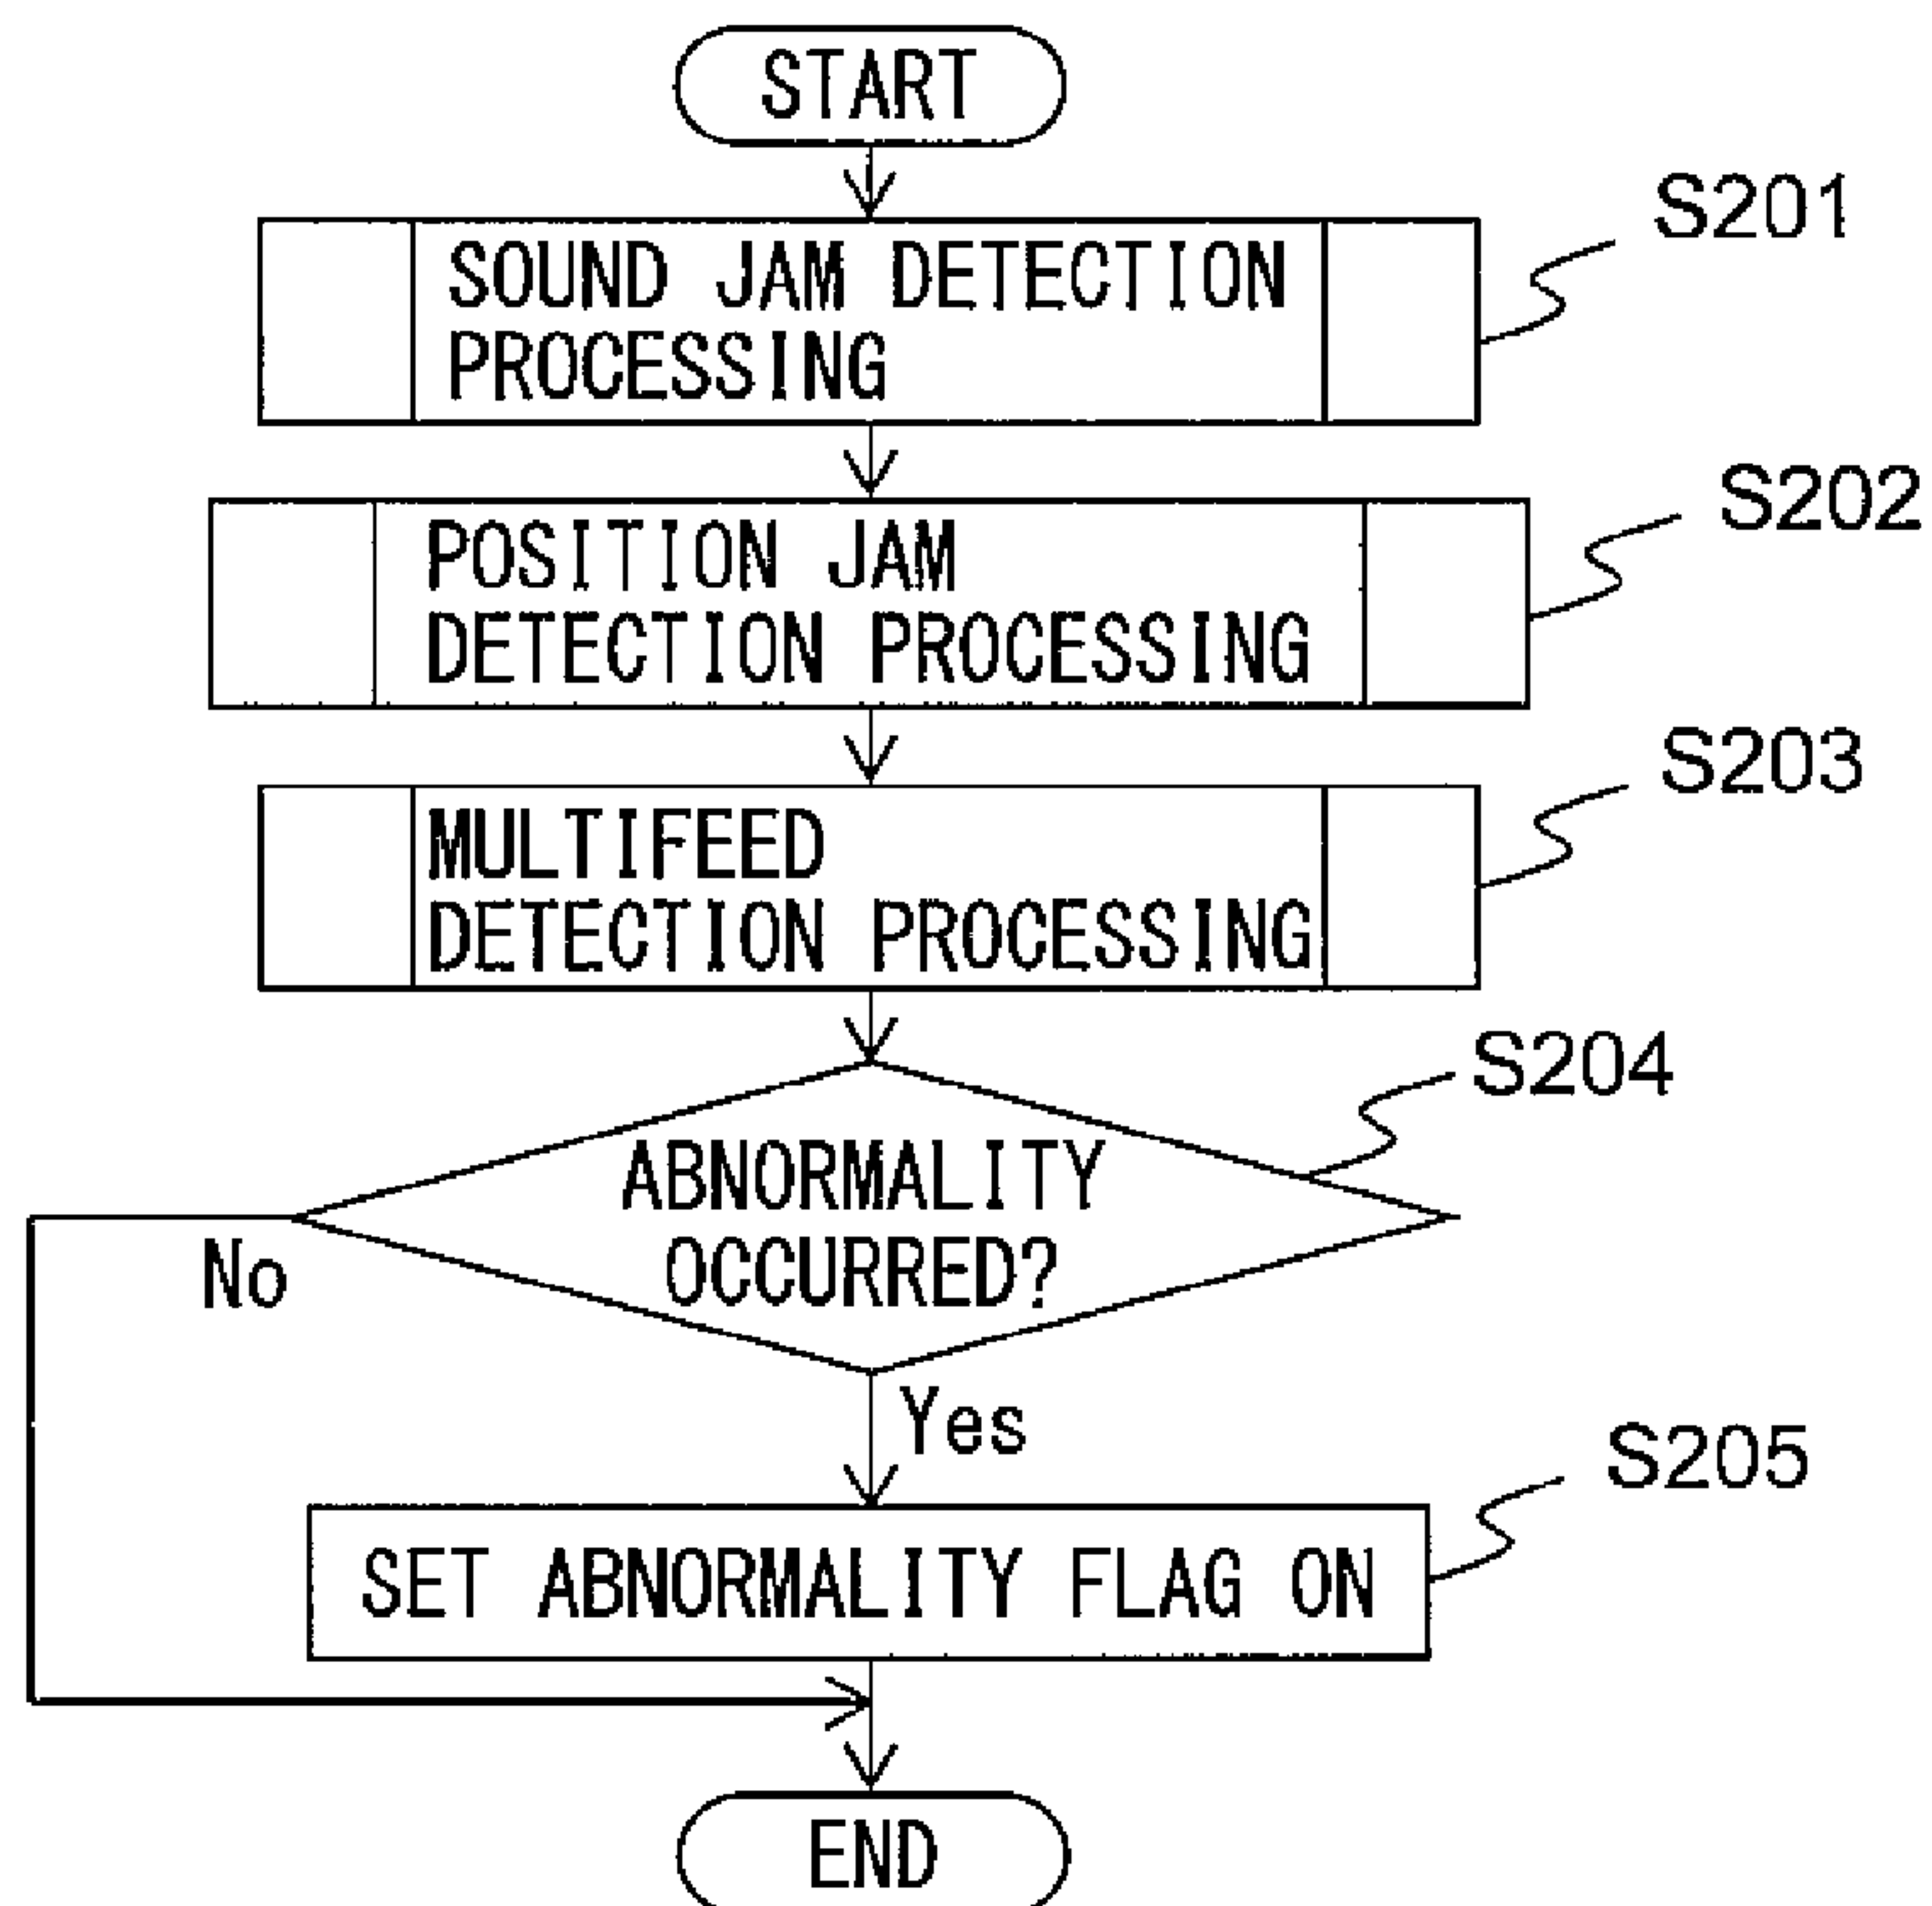 START
S201
SOUND JAM DETECTION
PROCESSING
S202
POSITION JAM
DETECTION PROCESSING
S203
MULTIFEED
DETECTION PROCESSING
S204
ABNORMALITY
OCCURRED?
No
Yes
S205
SET ABNORMALITY FLAG ON
END